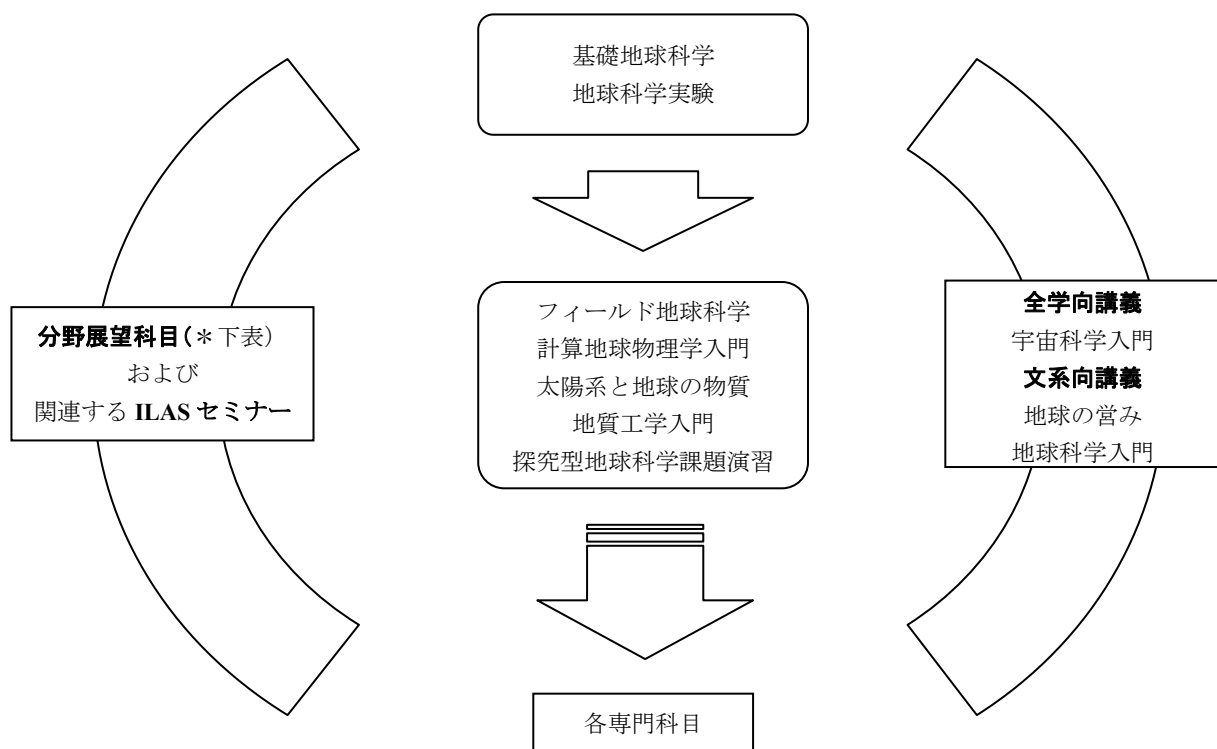 基礎地球科学
地球科学実験
分野展望科目(＊下表)
および
関連する ILAS セミナー
フィールド地球科学
計算地球物理学入門
太陽系と地球の物質
地質工学入門
探究型地球科学課題演習
全学向講義
宇宙科学入門
文系向講義
地球の営み
地球科学入門
各専門科目